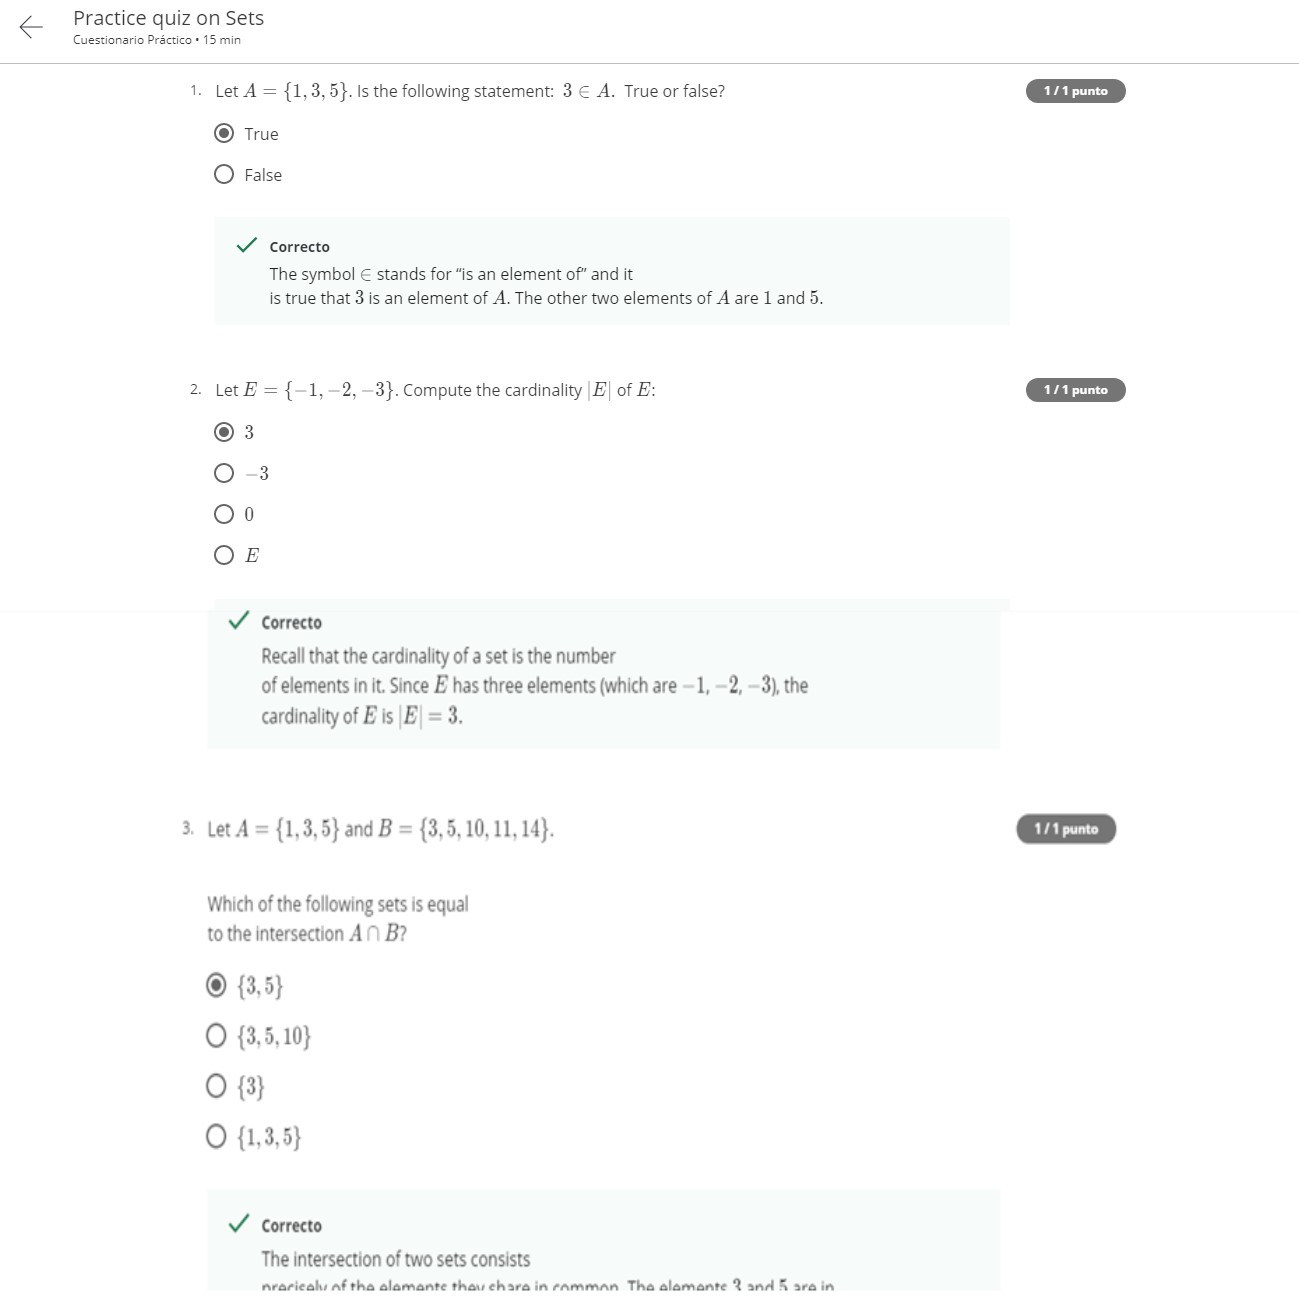 Practice quiz on Sets
Cuestionario Práctico • 15 min
1. Let A = {1, 3, 5}. Is the following statement: 3 ∈ A. True or false?
1 / 1 punto
True
False
Correcto
The symbol ∈ stands for “is an element of” and it
is true that 3 is an element of A. The other two elements of A are 1 and 5.
2. Let E = {−1, −2, −3}. Compute the cardinality |E| of E:
1 / 1 punto
3
−3
0
E
Correcto
Recall that the cardinality of a set is the number
of elements in it. Since E has three elements (which are −1, −2, −3), the
cardinality of E is |E| = 3.
3. Let A = {1, 3, 5} and B = {3, 5, 10, 11, 14}.
1 / 1 punto
Which of the following sets is equal
to the intersection A ∩ B?
{3, 5}
{3, 5, 10}
{3}
{1, 3, 5}
Correcto
The intersection of two sets consists
precisely of the elements they share in common. The elements 3 and 5 are in